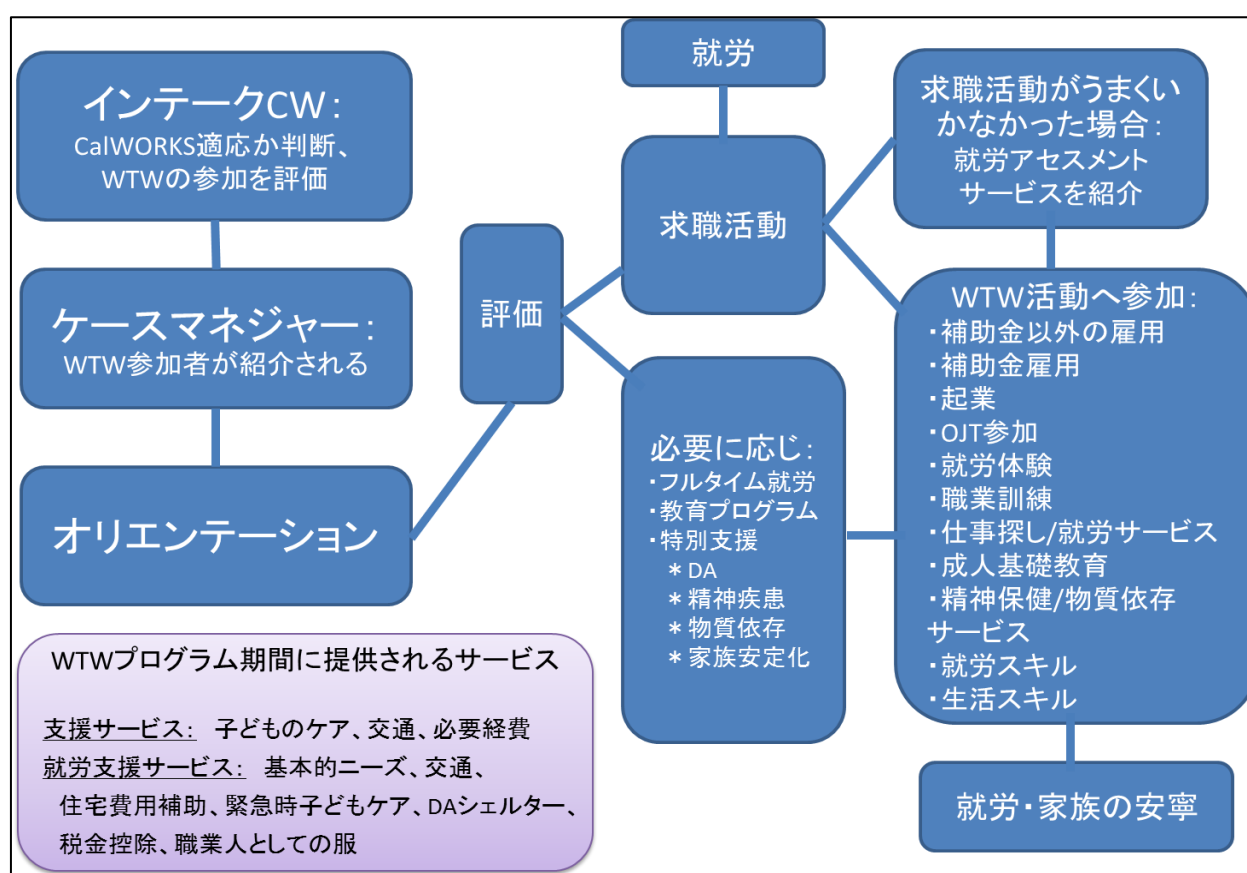 インテークCW：
CalWORKS適応か判断、
WTWの参加を評価
ケースマネジャー：
WTW参加者が紹介される
オリエンテーション
評価
就労
求職活動
求職活動がうまくい
かなかった場合：
就労アセスメント
サービスを紹介
必要に応じ：
・フルタイム就労
・教育プログラム
・特別支援
＊DA
＊精神疾患
＊物質依存
＊家族安定化
WTW活動へ参加：
・補助金以外の雇用
・補助金雇用
・起業
・OJT参加
・就労体験
・職業訓練
・仕事探し/就労サービス
・成人基礎教育
・精神保健/物質依存
サービス
・就労スキル
・生活スキル
就労・家族の安寧
WTWプログラム期間に提供されるサービス
支援サービス： 子どものケア、交通、必要経費
就労支援サービス： 基本的ニーズ、交通、
住宅費用補助、緊急時子どもケア、DAシェルター、
税金控除、職業人としての服